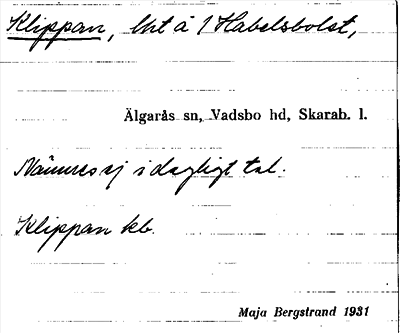 Klippan, lht å 1 Habelsbolst,
Älgarås sn, Vadsbo hd, Skarab. l.
Nämnes ej i dagligt tal.
Klippan kb.
Maja Bergstrand 1931